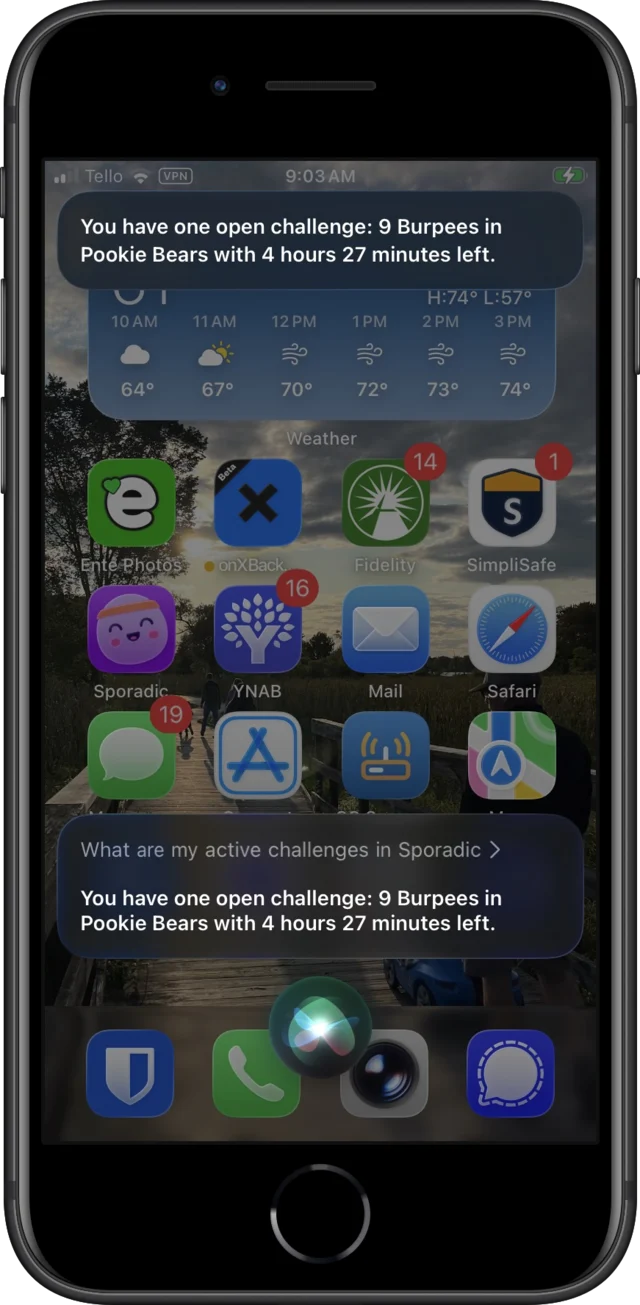 Tello VPN 9:03 AM
You have one open challenge: 9 Burpees in
Pookie Bears with 4 hours 27 minutes left.
H:74° L:57°
10 AM 11 AM 12 PM 1 PM 2 PM 3 PM
64° 67° 70° 72° 73° 74°
Weather
Beta
14
1
e
S
Ente Photos onXBack... Fidelity SimpliSafe
16
Sporadic YNAB Mail Safari
19
What are my active challenges in Sporadic >
You have one open challenge: 9 Burpees in
Pookie Bears with 4 hours 27 minutes left.